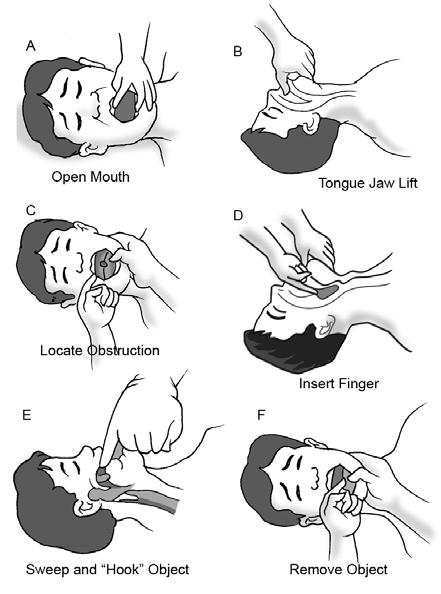 A
Open Mouth
B
Tongue Jaw Lift
C
Locate Obstruction
D
Insert Finger
E
Sweep and “Hook” Object
F
Remove Object